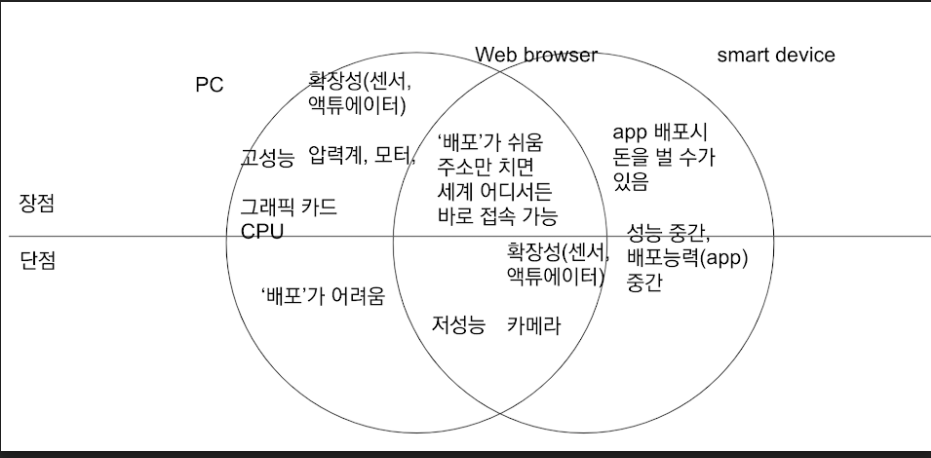 Web browser
smart device
PC
확장성(센서,
액튜에이터)
고성능
압력계, 모터,
그래픽 카드
CPU
'배포'가 쉬움
주소만 치면
세계 어디서든
바로 접속 가능
app 배포시
돈을 벌 수가
있음
장점
단점
'배포'가 어려움
확장성(센서,
액튜에이터)
저성능
카메라
성능 중간,
배포능력(app)
중간